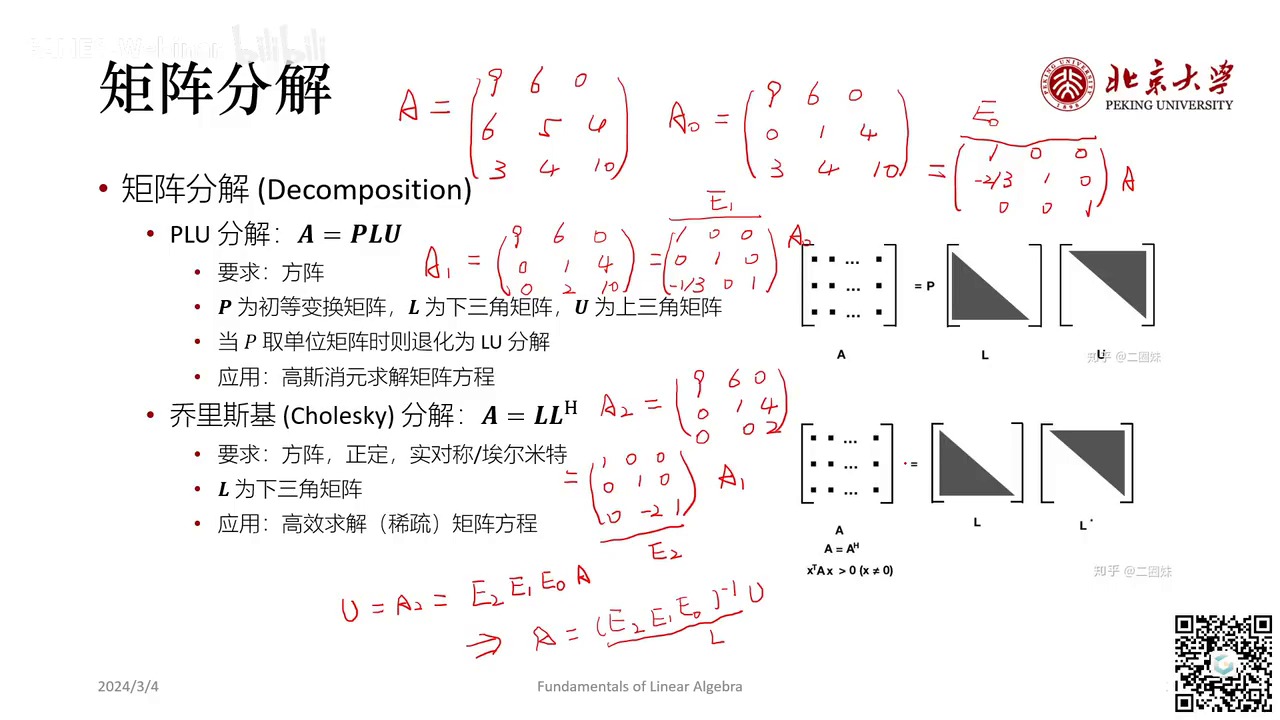 bilibili
矩阵分解
北京大学
PEKING UNIVERSITY
A = ( 9 6 0
6 5 4
3 4 10 )
A₀ = ( 9 6 0
0 1 4
3 4 10 )
E₀
= ( 1 0 0
-2/3 1 0
0 0 1 ) A
• 矩阵分解 (Decomposition)
• PLU 分解：A = PLU
E₁
A₁ = ( 9 6 0
0 1 4
0 2 10 )
= ( 1 0 0
0 1 0
-1/3 0 1 ) A₀
• 要求：方阵
• P 为初等变换矩阵，L 为下三角矩阵，U 为上三角矩阵
• 当 P 取单位矩阵时则退化为 LU 分解
• 应用：高斯消元求解矩阵方程
= P
A
L
U
知乎 @二圈妹
• 乔里斯基 (Cholesky) 分解：A = LLᴴ
A₂ = ( 9 6 0
0 1 4
0 0 2 )
• 要求：方阵，正定，实对称/埃尔米特
• L 为下三角矩阵
• 应用：高效求解（稀疏）矩阵方程
= ( 1 0 0
0 1 0
0 -2 1 ) A₁
E₂
=
A
L
L
A = Aᴴ
xᵀA x > 0 (x ≠ 0)
知乎 @二圈妹
U = A₂ = E₂ E₁ E₀ A
⇒ A = (E₂ E₁ E₀)⁻¹ U
L
2024/3/4
Fundamentals of Linear Algebra